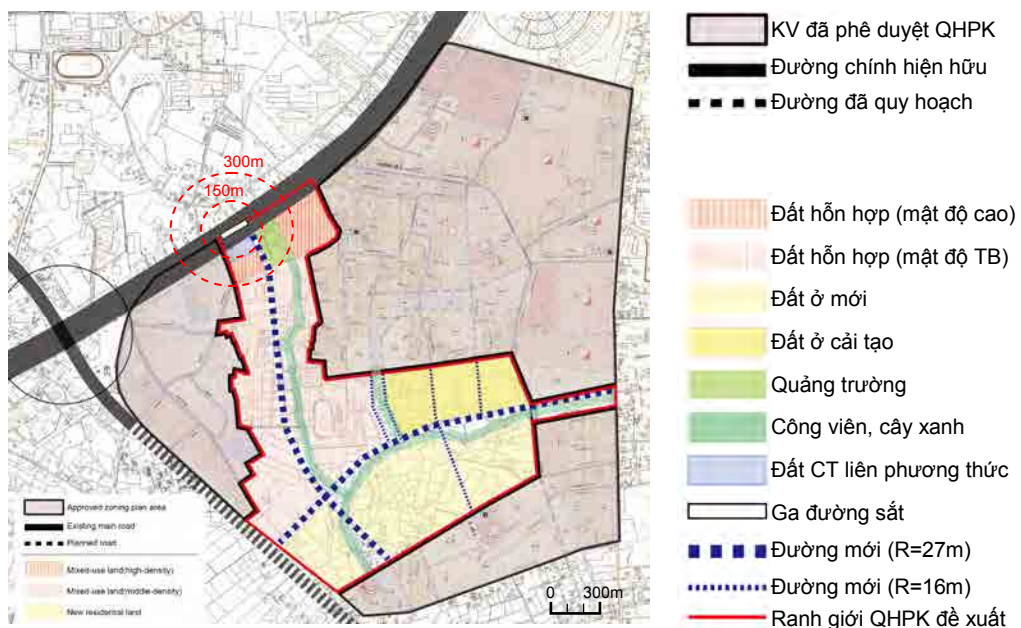 300m
150m
0 300m
Approved zoning plan area
Existing main road
Planned road
Mixed-use land(high-density)
Mixed-use land(middle-density)
New residential land
KV đã phê duyệt QHPK
Đường chính hiện hữu
Đường đã quy hoạch
Đất hỗn hợp (mật độ cao)
Đất hỗn hợp (mật độ TB)
Đất ở mới
Đất ở cải tạo
Quảng trường
Công viên, cây xanh
Đất CT liên phương thức
Ga đường sắt
Đường mới (R=27m)
Đường mới (R=16m)
Ranh giới QHPK đề xuất